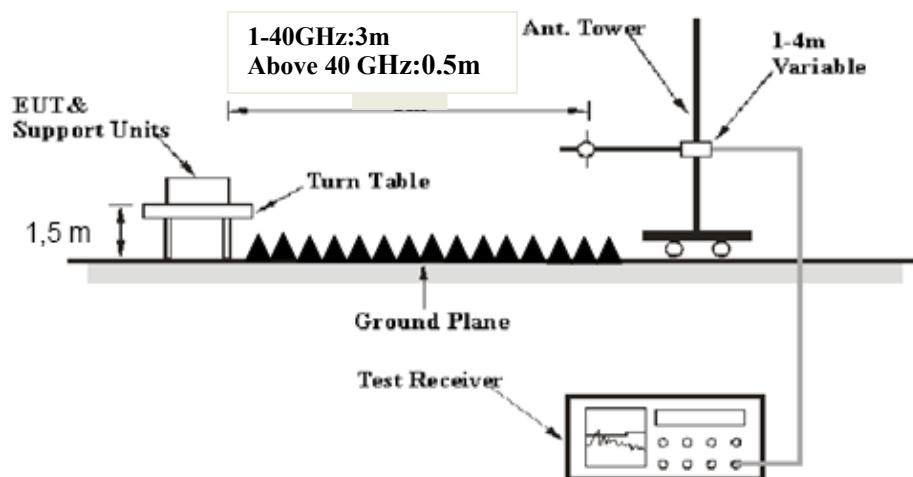 1-40GHz:3m
Above 40 GHz:0.5m
Ant. Tower
1-4m
Variable
EUT&
Support Units
Turn Table
1,5 m
Ground Plane
Test Receiver